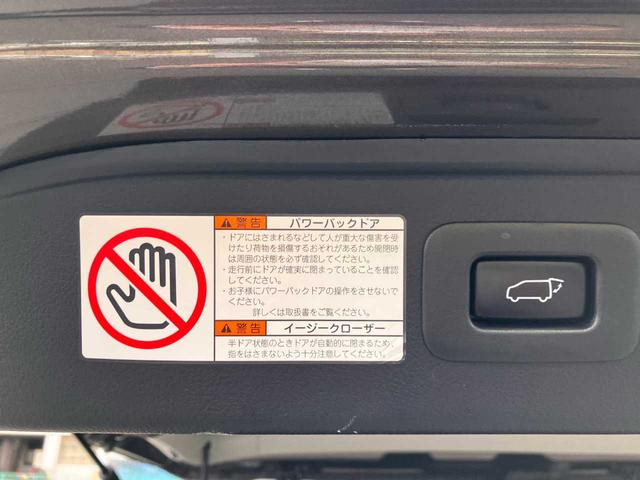 警告 パワーバックドア
・ドアにはさまれるなどして人が重大な傷害を受
けたり荷物を損傷するおそれがあるため開閉時
は周囲の状態を必ず確認してください。
・走行前にドアが確実に閉まっていることを確認
してください。
・お子様にパワーバックドアの操作をさせないで
ください。
詳しくは取扱書をご覧ください。
警告 イージークローザー
半ドア状態のときドアが自動的に閉まるため、
指をはさまないよう十分注意してください。